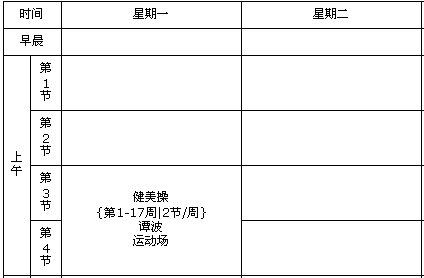 时间 星期一 星期二
早晨
上午
第1节
第2节
第3节
健美操
{第1-17周|2节/周}
谭波
运动场
第4节